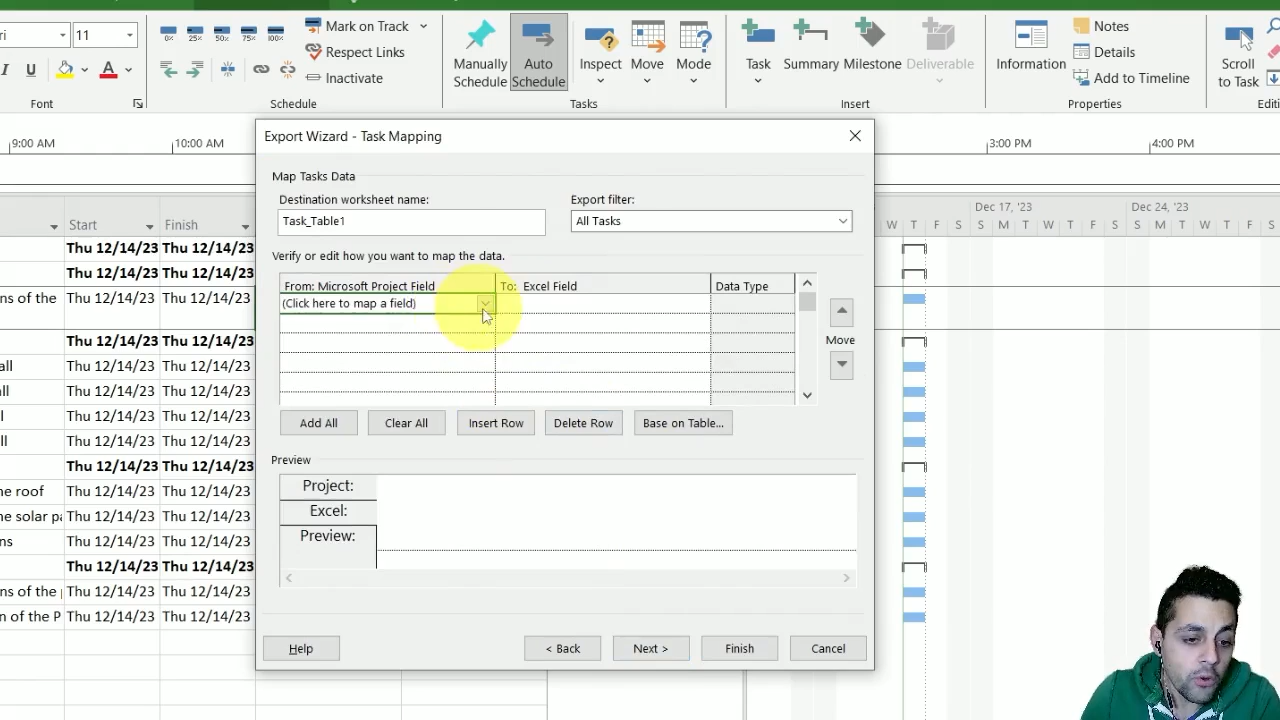 ri
11
Mark on Track
0% 25% 50% 75% 100%
Respect Links
Inactivate
Manually Schedule
Auto Schedule
Inspect
Move
Mode
Task
Summary
Milestone
Deliverable
Information
Notes
Details
Add to Timeline
Scroll to Task
I U A
Font
Schedule
Tasks
Insert
Properties
Editi
9:00 AM
10:00 AM
3:00 PM
4:00 PM
Export Wizard - Task Mapping
Map Tasks Data
Destination worksheet name:
Export filter:
Task_Table1
All Tasks
Verify or edit how you want to map the data.
From: Microsoft Project Field
To: Excel Field
Data Type
(Click here to map a field)
Move
Add All
Clear All
Insert Row
Delete Row
Base on Table...
Preview
Project:
Excel:
Preview:
Help
< Back
Next >
Finish
Cancel
Start
Finish
Thu 12/14/23 Thu 12/14/23
Thu 12/14/23 Thu 12/14/23
ns of the Thu 12/14/23 Thu 12/14/23
Thu 12/14/23 Thu 12/14/23
all Thu 12/14/23 Thu 12/14/23
all Thu 12/14/23 Thu 12/14/23
l Thu 12/14/23 Thu 12/14/23
ll Thu 12/14/23 Thu 12/14/23
Thu 12/14/23 Thu 12/14/23
ne roof Thu 12/14/23 Thu 12/14/23
ne solar pa Thu 12/14/23 Thu 12/14/23
ns Thu 12/14/23 Thu 12/14/23
Thu 12/14/23 Thu 12/14/23
ns of the p Thu 12/14/23 Thu 12/14/23
n of the P Thu 12/14/23 Thu 12/14/23
Dec 17, '23
Dec 24, '23
W T F S S M T W T F S S M T W T